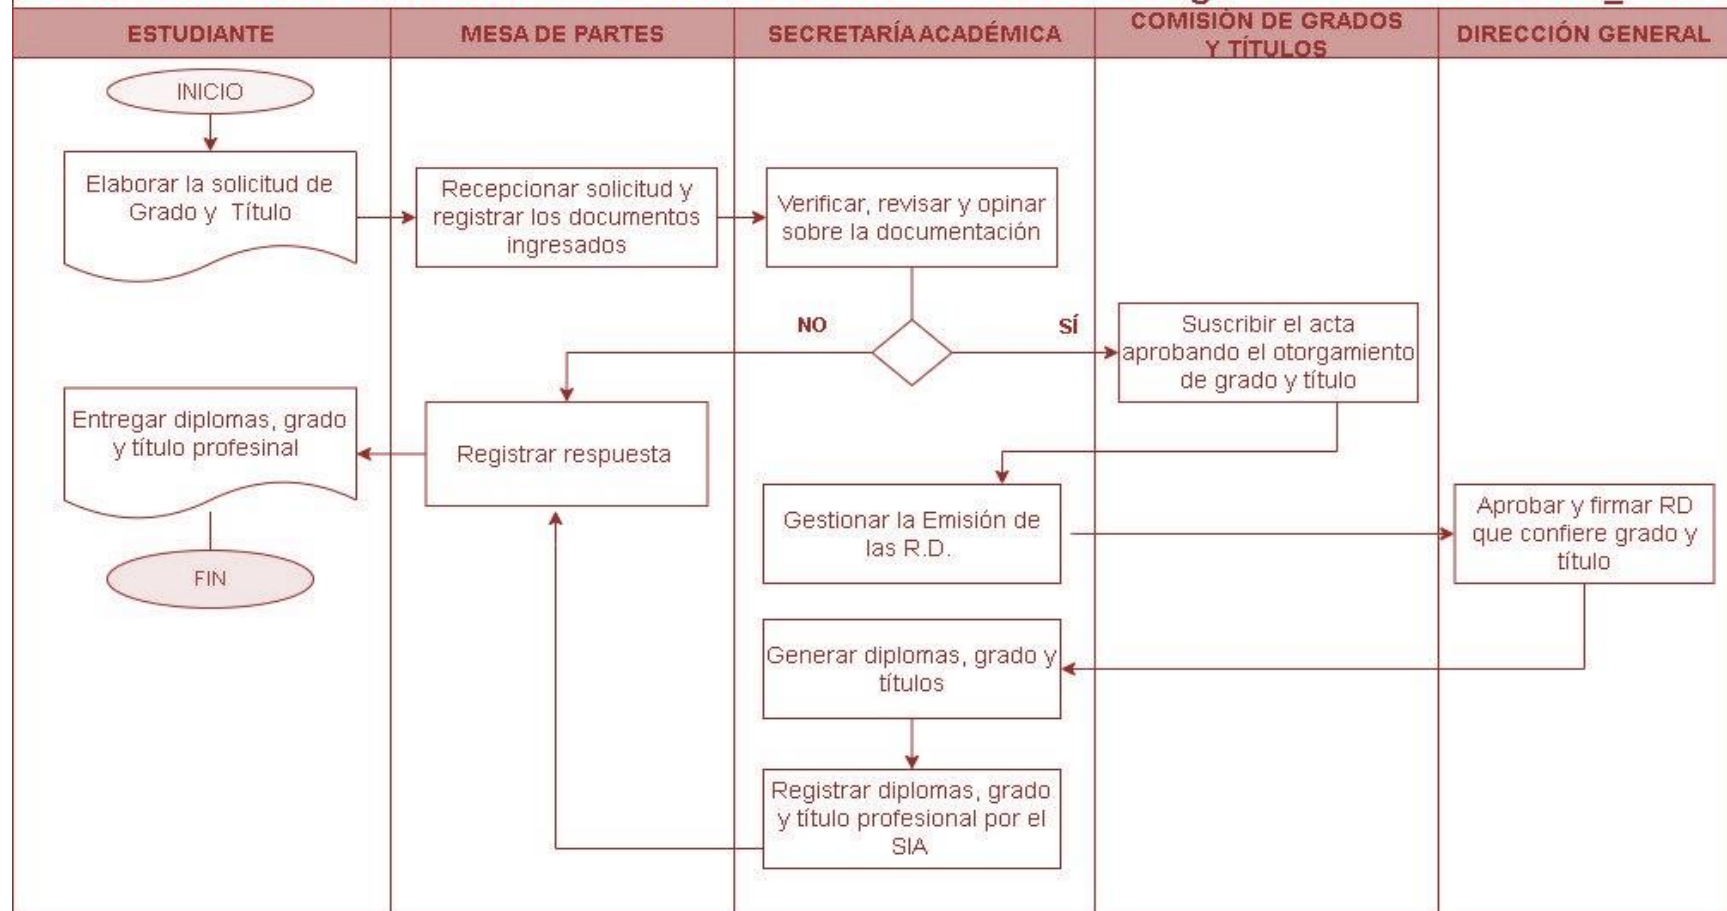 ESTUDIANTE
MESA DE PARTES
SECRETARÍA ACADÉMICA
COMISIÓN DE GRADOS
Y TÍTULOS
DIRECCIÓN GENERAL
INICIO
Elaborar la solicitud de
Grado y Título
Recepcionar solicitud y
registrar los documentos
ingresados
Verificar, revisar y opinar
sobre la documentación
NO
SÍ
Suscribir el acta
aprobando el otorgamiento
de grado y título
Entregar diplomas, grado
y título profesinal
Registrar respuesta
Gestionar la Emisión de
las R.D.
Aprobar y firmar RD
que confiere grado y
título
FIN
Generar diplomas, grado y
títulos
Registrar diplomas, grado
y título profesional por el
SIA